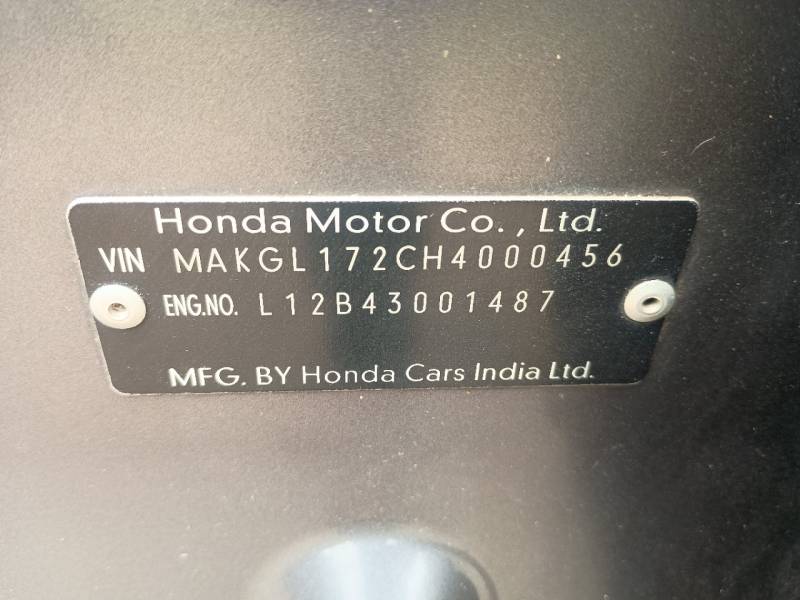 Honda Motor Co., Ltd.
VIN MAKGL172CH4000456
ENG.NO. L12B43001487
MFG. BY Honda Cars India Ltd.